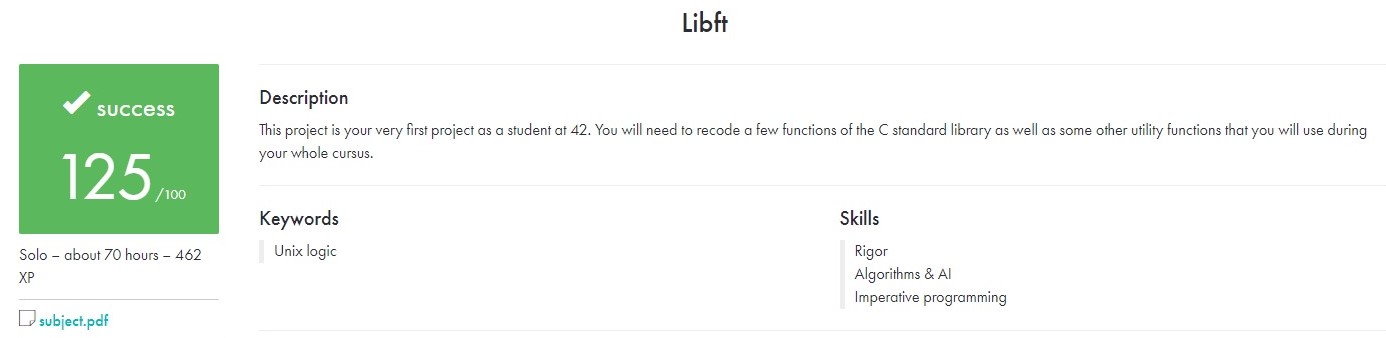 Libft
success
125/100
Solo – about 70 hours – 462
XP
subject.pdf
Description
This project is your very first project as a student at 42. You will need to recode a few functions of the C standard library as well as some other utility functions that you will use during
your whole cursus.
Keywords
Unix logic
Skills
Rigor
Algorithms & AI
Imperative programming